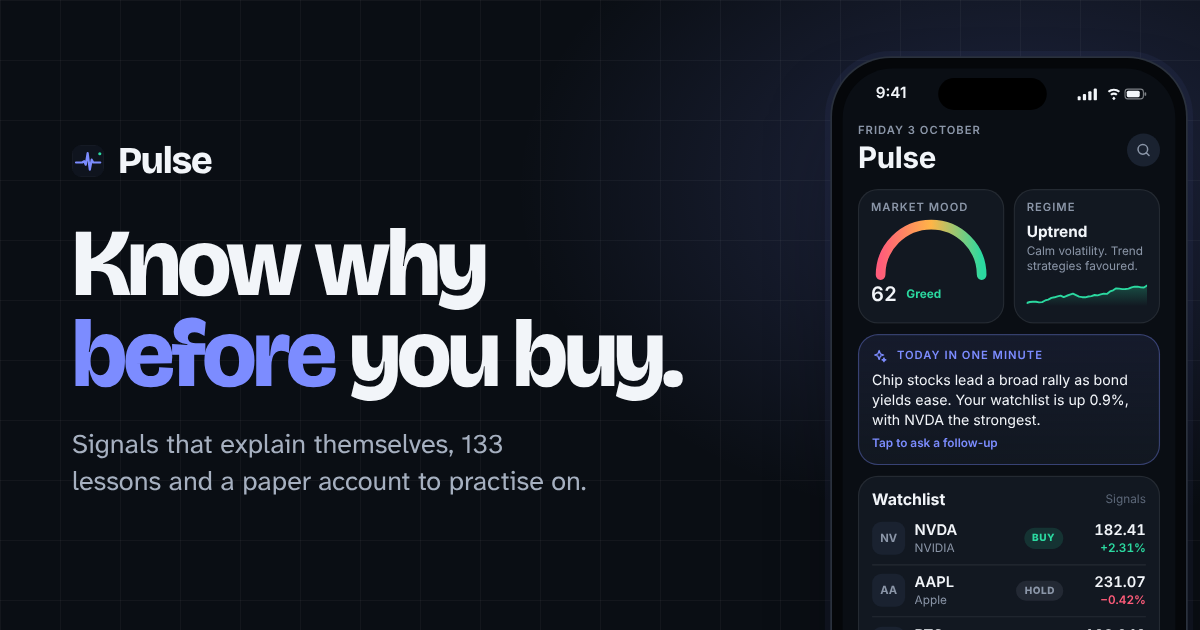 Pulse
Know why
before you buy.
Signals that explain themselves, 133
lessons and a paper account to practise on.
9:41
FRIDAY 3 OCTOBER
Pulse
MARKET MOOD
62 Greed
REGIME
Uptrend
Calm volatility. Trend
strategies favoured.
TODAY IN ONE MINUTE
Chip stocks lead a broad rally as bond
yields ease. Your watchlist is up 0.9%,
with NVDA the strongest.
Tap to ask a follow-up
Watchlist Signals
NV NVDA BUY 182.41
NVIDIA +2.31%
AA AAPL HOLD 231.07
Apple −0.42%